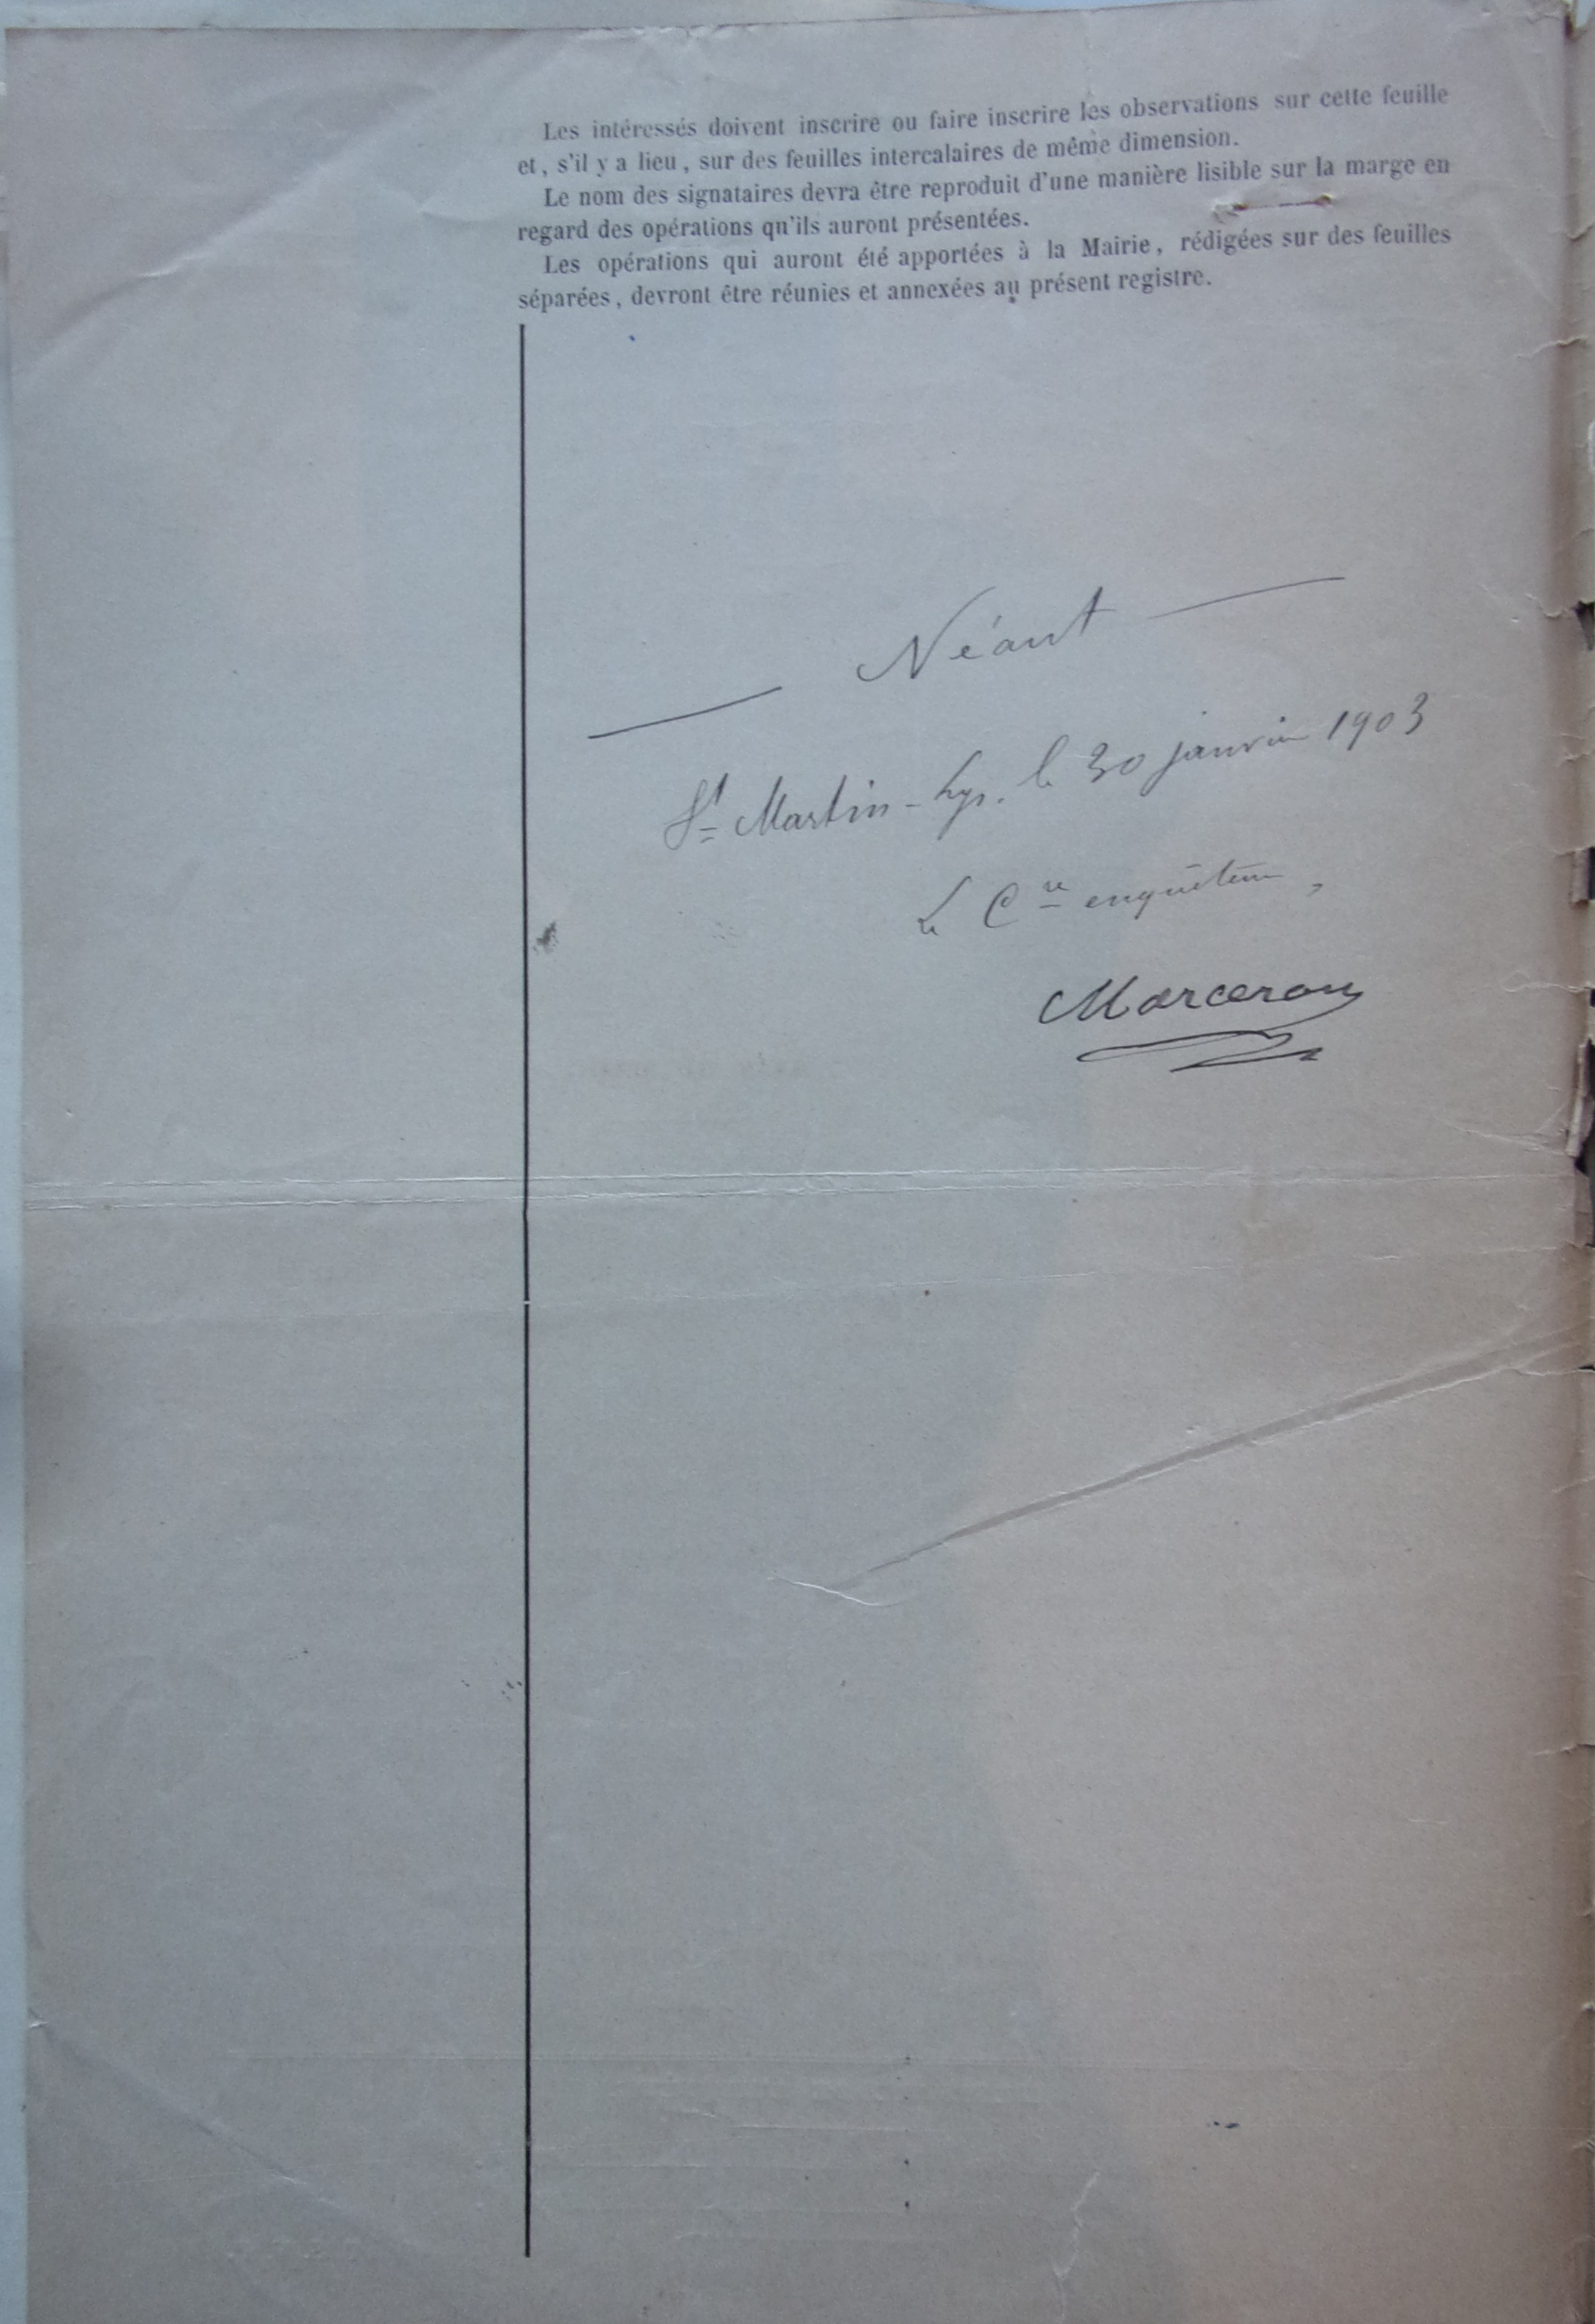 Les intéressés doivent inscrire ou faire inscrire les observations sur cette feuille
et, s'il y a lieu, sur des feuilles intercalaires de même dimension.
Le nom des signataires devra être reproduit d'une manière lisible sur la marge en
regard des opérations qu'ils auront présentées.
Les opérations qui auront été apportées à la Mairie, rédigées sur des feuilles
séparées, devront être réunies et annexées au présent registre.
Néant
St Martin-Lys. le 30 janvier 1903
Le Cre enquêteur,
Marceron